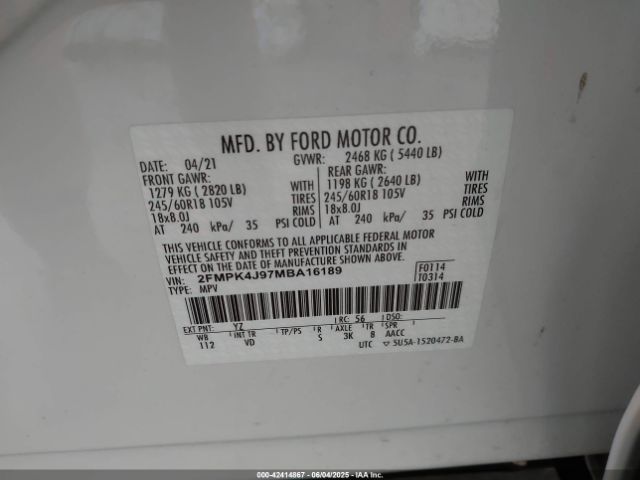 MFD. BY FORD MOTOR CO.
DATE: 04/21 GVWR: 2468 KG ( 5440 LB)
FRONT GAWR: REAR GAWR:
1279 KG ( 2820 LB) WITH 1198 KG ( 2640 LB) WITH
245/60R18 105V TIRES 245/60R18 105V TIRES
18x8.0J RIMS 18x8.0J RIMS
AT 240 kPa/ 35 PSI COLD AT 240 kPa/ 35 PSI COLD
THIS VEHICLE CONFORMS TO ALL APPLICABLE FEDERAL MOTOR
VEHICLE SAFETY AND THEFT PREVENTION STANDARDS IN
EFFECT ON THE DATE OF MANUFACTURE SHOWN ABOVE.
VIN: 2FMPK4J97MBA16189 F0114
TYPE: MPV T0314
EXT PNT: YZ RC: 56 DSO:
WB INT TR TP/PS R AXLE TR SPR
112 VD S 3K 8 AACC
UTC ▽ 5U5A-1520472-BA
00-42414867 - 06/04/2025 - IAA Inc.